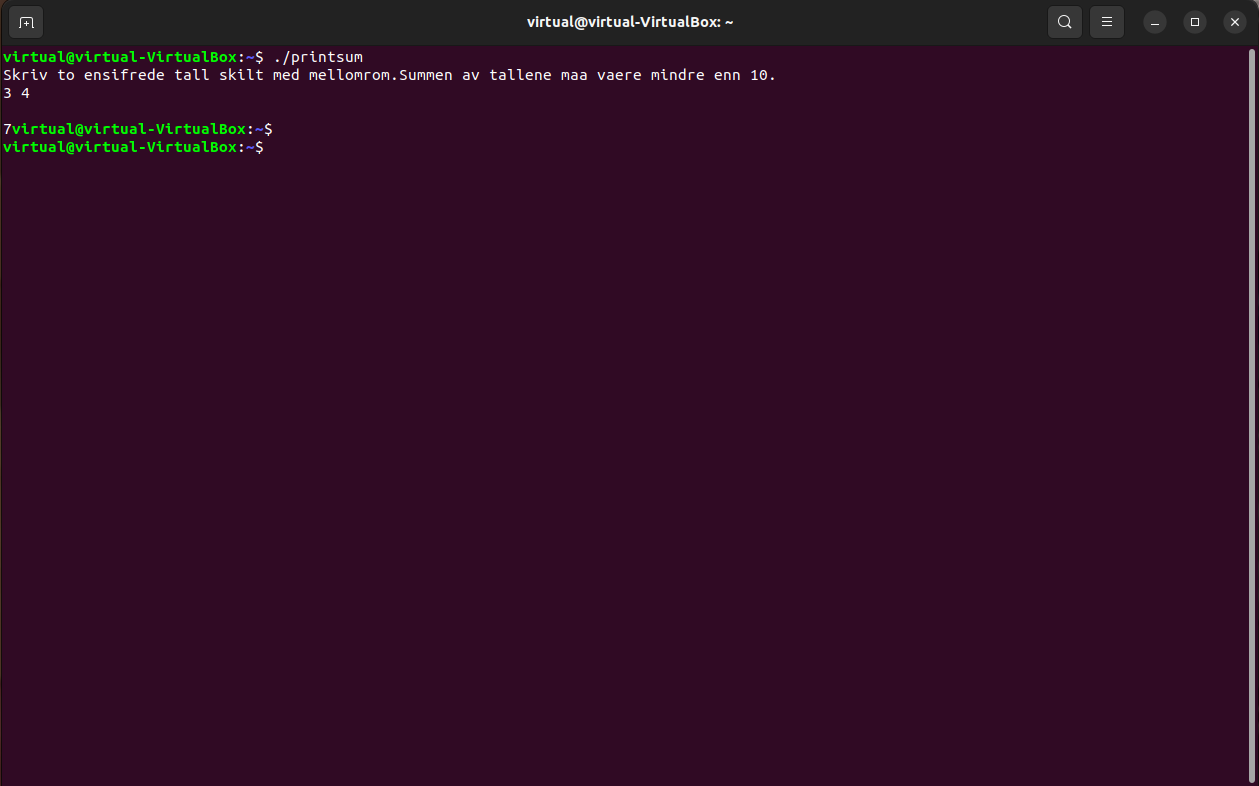 virtual@virtual-VirtualBox: ~
virtual@virtual-VirtualBox:~$ ./printsum
Skriv to ensifrede tall skilt med mellomrom.Summen av tallene maa vaere mindre enn 10.
3 4
7virtual@virtual-VirtualBox:~$
virtual@virtual-VirtualBox:~$